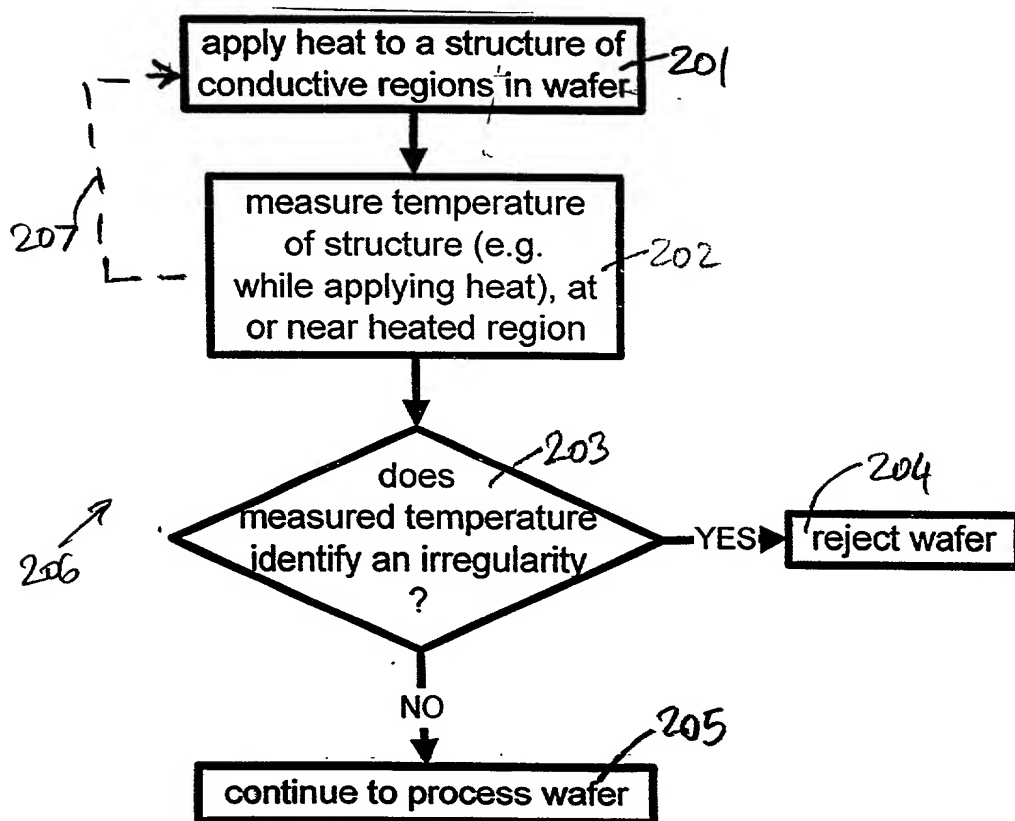 apply heat to a structure of
conductive regions in wafer
201
measure temperature
of structure (e.g.
while applying heat), at
or near heated region
202
207
does
measured temperature
identify an irregularity
?
203
206
YES
reject wafer
204
NO
205
continue to process wafer